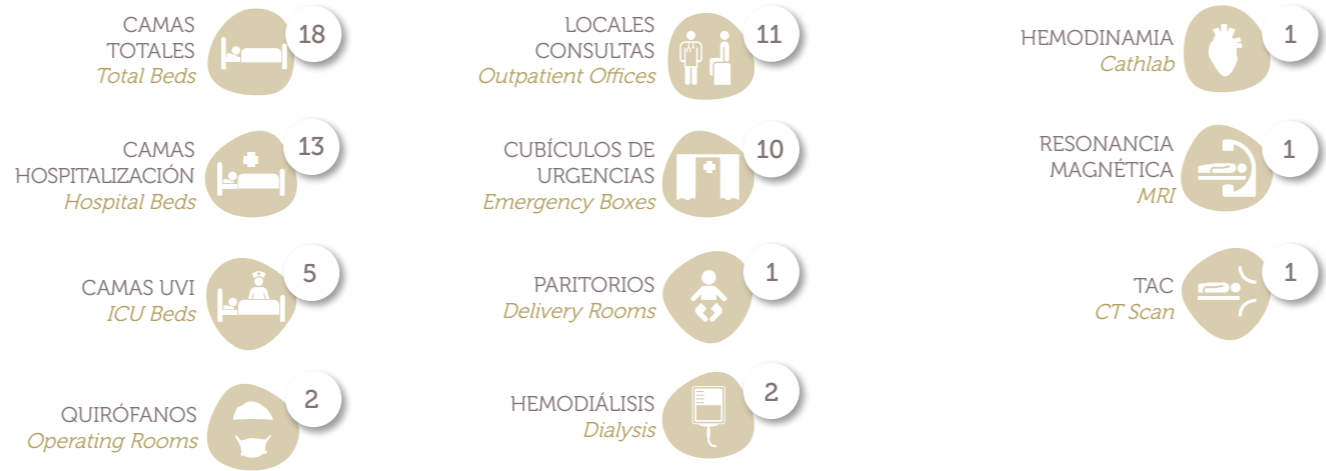 CAMAS
TOTALES
Total Beds
18
CAMAS
HOSPITALIZACIÓN
Hospital Beds
13
CAMAS UVI
ICU Beds
5
QUIRÓFANOS
Operating Rooms
2
LOCALES
CONSULTAS
Outpatient Offices
11
CUBÍCULOS DE
URGENCIAS
Emergency Boxes
10
PARITORIOS
Delivery Rooms
1
HEMODIÁLISIS
Dialysis
2
HEMODINAMIA
Cathlab
1
RESONANCIA
MAGNÉTICA
MRI
1
TAC
CT Scan
1